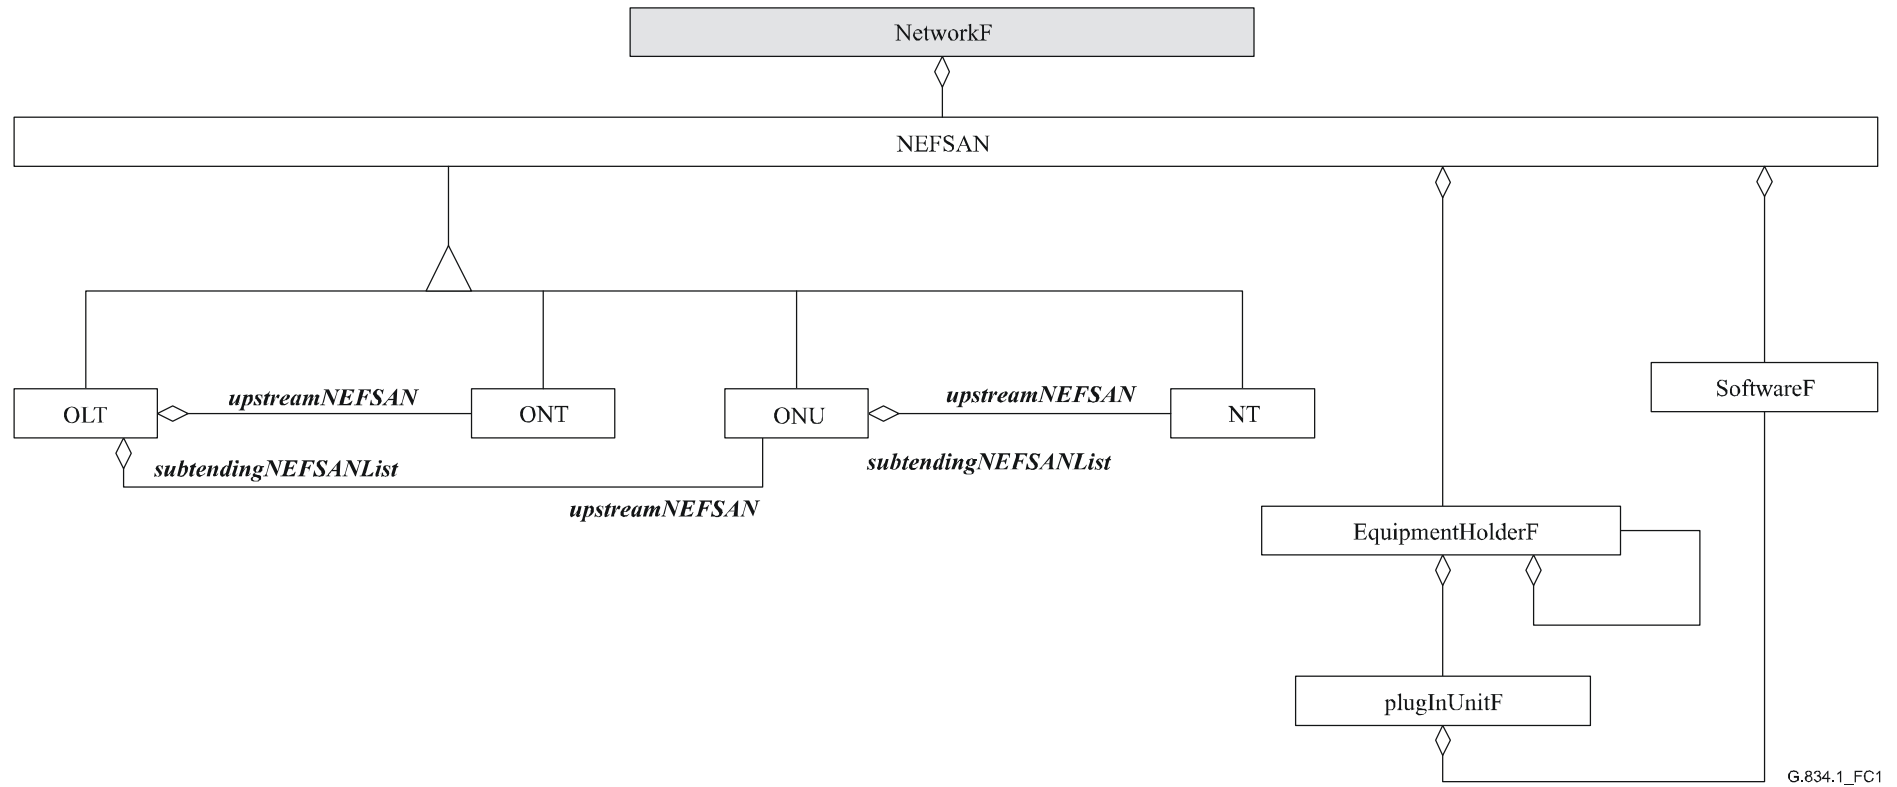 NetworkF
NEFSAN
OLT
upstreamNEFSAN
ONT
ONU
upstreamNEFSAN
NT
SoftwareF
subtendingNEFSANList
subtendingNEFSANList
upstreamNEFSAN
EquipmentHolderF
plugInUnitF
G.834.1_FC1